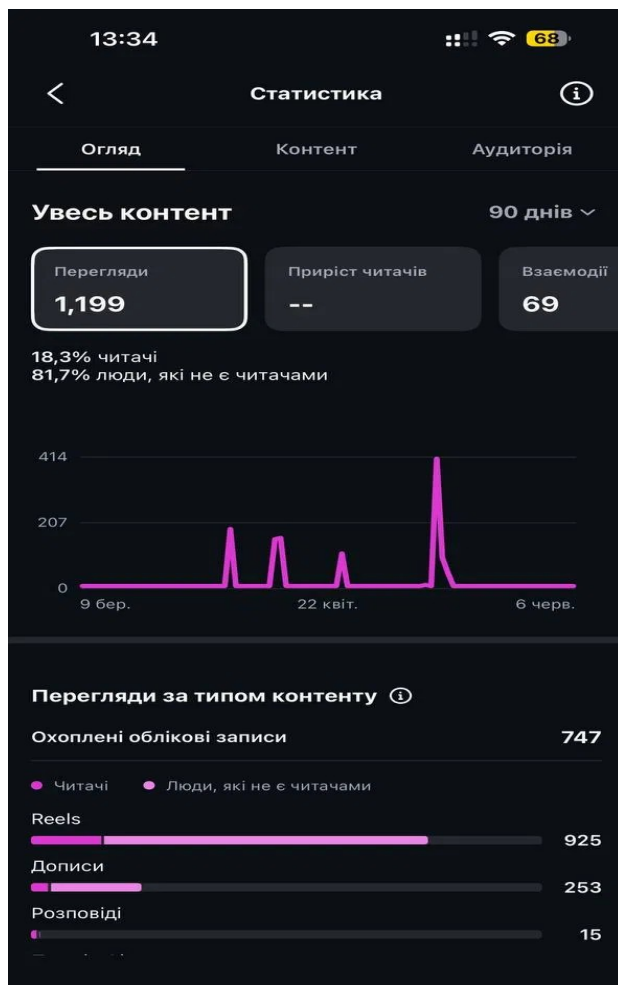 13:34
68
Статистика
Огляд Контент Аудиторія
Увесь контент 90 днів
Перегляди Приріст читачів Взаємодії
1,199 -- 69
18,3% читачі
81,7% люди, які не є читачами
414
207
0
9 бер. 22 квіт. 6 черв.
Перегляди за типом контенту
Охоплені облікові записи 747
Читачі Люди, які не є читачами
Reels
925
Дописи
253
Розповіді
15